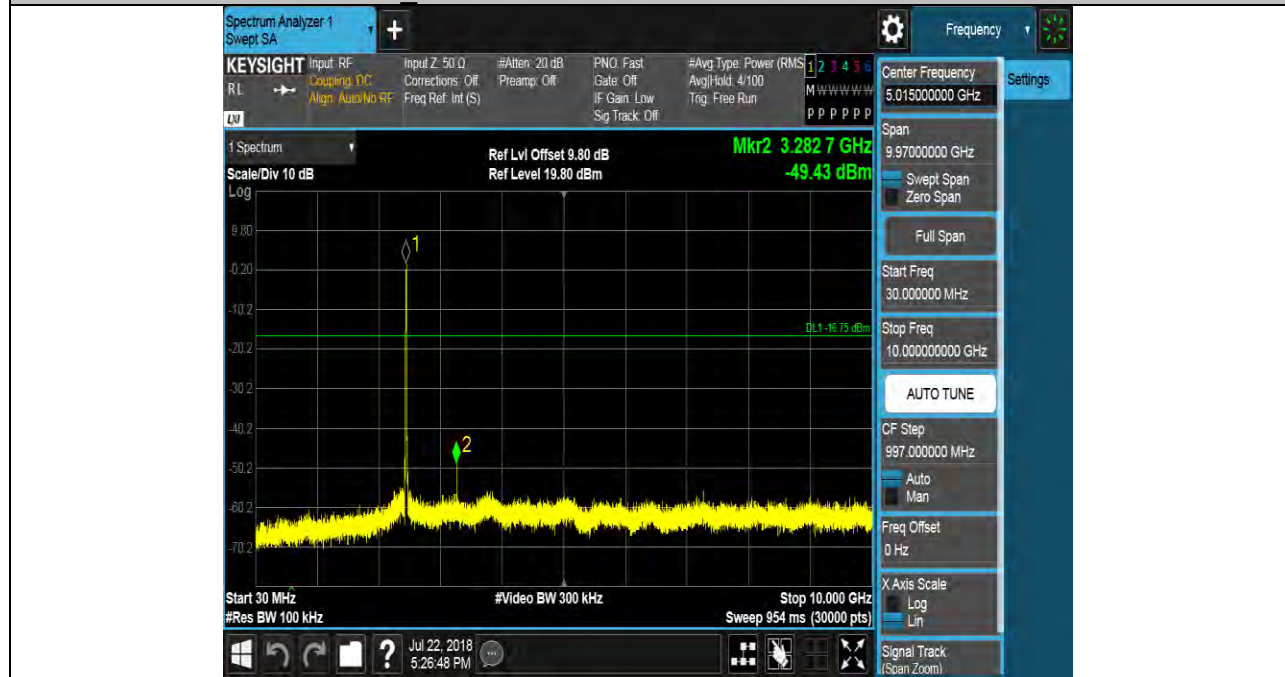 Spectrum Analyzer 1
Swept SA
+
Frequency
KEYSIGHT
RL
LXI
Input: RF
Coupling: DC
Align: Auto/No RF
Input Z: 50 Ω
Corrections: Off
Freq Ref: Int (S)
#Atten: 20 dB
Preamp: Off
PNO: Fast
Gate: Off
IF Gain: Low
Sig Track: Off
#Avg Type: Power (RMS
Avg|Hold: 4/100
Trig: Free Run
1 2 3 4 5 6
M W W W W W
P P P P P P
1 Spectrum
Scale/Div 10 dB
Log
Ref Lvl Offset 9.80 dB
Ref Level 19.80 dBm
Mkr2 3.282 7 GHz
-49.43 dBm
9.80
-0.20
-10.2
-20.2
-30.2
-40.2
-50.2
-60.2
-70.2
1
2
DL1 -16.75 dBm
Start 30 MHz
#Res BW 100 kHz
#Video BW 300 kHz
Stop 10.000 GHz
Sweep 954 ms (30000 pts)
?
Jul 22, 2018
5:26:48 PM
Center Frequency
5.015000000 GHz
Settings
Span
9.97000000 GHz
Swept Span
Zero Span
Full Span
Start Freq
30.000000 MHz
Stop Freq
10.000000000 GHz
AUTO TUNE
CF Step
997.000000 MHz
Auto
Man
Freq Offset
0 Hz
X Axis Scale
Log
Lin
Signal Track
(Span Zoom)